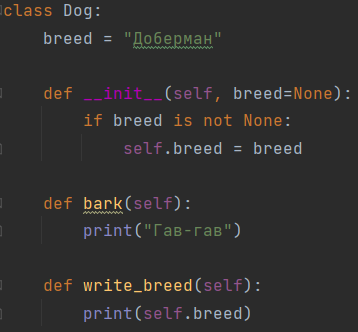 class Dog:
    breed = "Доберман"

    def __init__(self, breed=None):
        if breed is not None:
            self.breed = breed

    def bark(self):
        print("Гав-гав")

    def write_breed(self):
        print(self.breed)